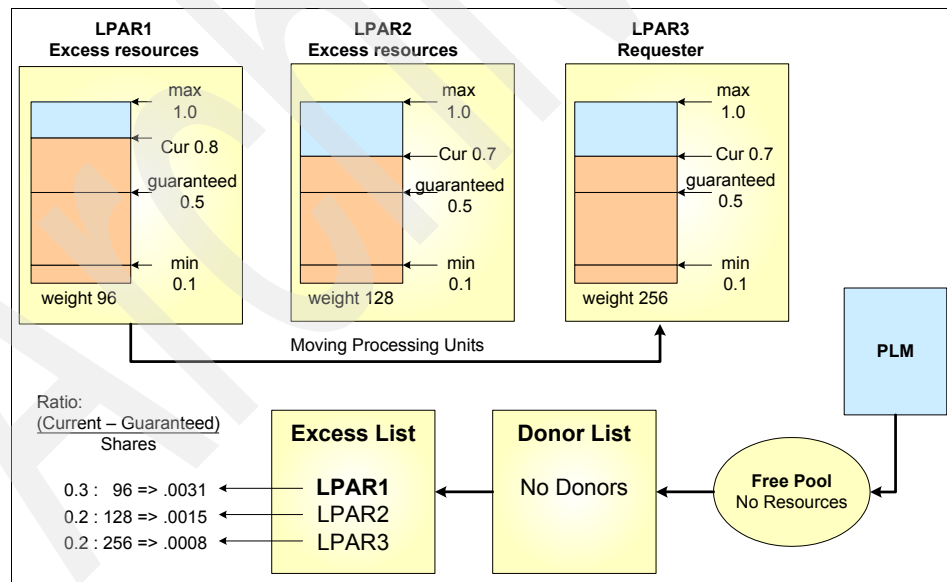 LPAR1
Excess resources
max
1.0
Cur 0.8
guaranteed
0.5
min
0.1
weight 96
LPAR2
Excess resources
max
1.0
Cur 0.7
guaranteed
0.5
min
0.1
weight 128
LPAR3
Requester
max
1.0
Cur 0.7
guaranteed
0.5
min
0.1
weight 256
Moving Processing Units
PLM
Ratio:
(Current – Guaranteed)
Shares
0.3 : 96 => .0031
0.2 : 128 => .0015
0.2 : 256 => .0008
Excess List
LPAR1
LPAR2
LPAR3
Donor List
No Donors
Free Pool
No Resources